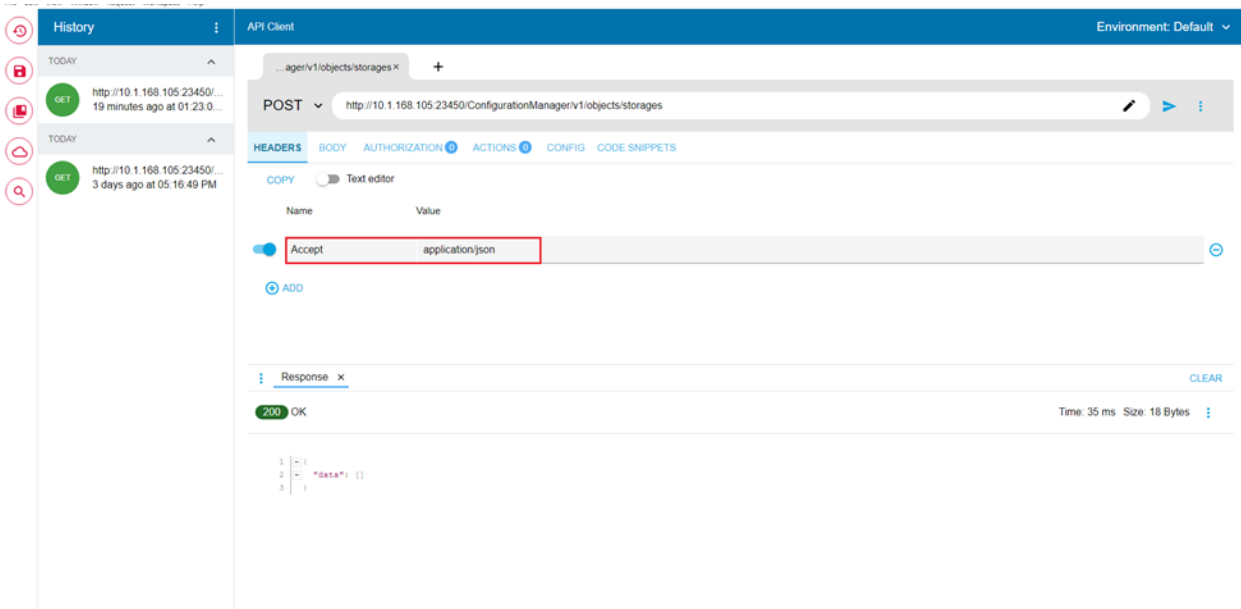 History
API Client
Environment: Default
TODAY
GET
http://10.1.168.105:23450/...
19 minutes ago at 01:23:0...
TODAY
GET
http://10.1.168.105:23450/...
3 days ago at 05:16:49 PM
...ager/v1/objects/storages ×
+
POST
http://10.1.168.105:23450/ConfigurationManager/v1/objects/storages
HEADERS BODY AUTHORIZATION 0 ACTIONS 0 CONFIG CODE SNIPPETS
COPY Text editor
Name Value
Accept application/json
ADD
Response × CLEAR
200 OK Time: 35 ms Size: 18 Bytes
1 {
2 "data": []
3 }